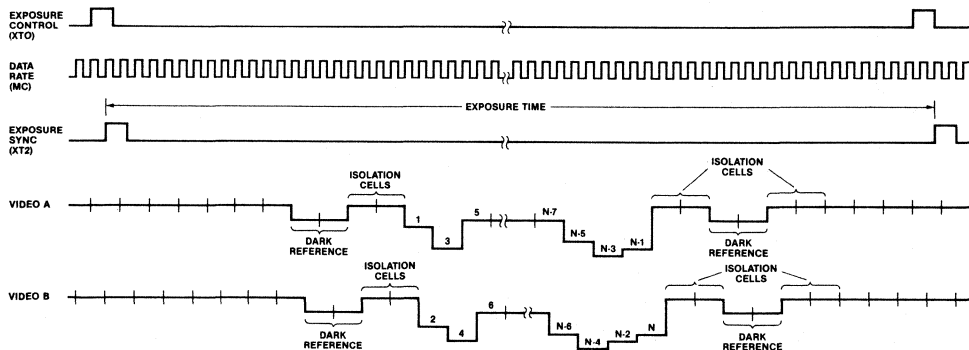 EXPOSURE
CONTROL
(XTO)
DATA
RATE
(MC)
EXPOSURE TIME
EXPOSURE
SYNC
(XT2)
ISOLATION
CELLS
ISOLATION
CELLS
VIDEO A
1
3
5
N-7
N-5
N-3
N-1
DARK
REFERENCE
DARK
REFERENCE
ISOLATION
CELLS
ISOLATION
CELLS
VIDEO B
2
4
6
N-6
N-4
N-2
N
DARK
REFERENCE
DARK
REFERENCE